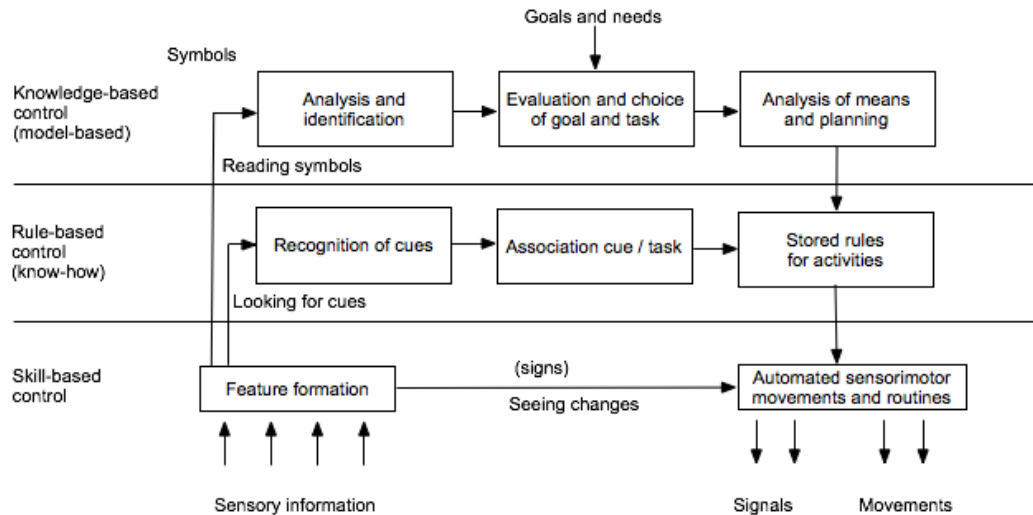 Goals and needs
Symbols
Knowledge-based
control
(model-based)
Analysis and
identification
Evaluation and choice
of goal and task
Analysis of means
and planning
Reading symbols
Rule-based
control
(know-how)
Recognition of cues
Association cue / task
Stored rules
for activities
Looking for cues
Skill-based
control
Feature formation
(signs)
Seeing changes
Automated sensorimotor
movements and routines
Sensory information
Signals
Movements